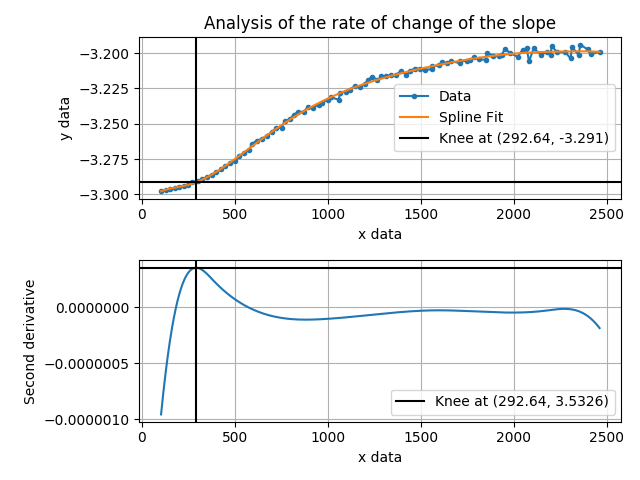 Analysis of the rate of change of the slope
−3.200
−3.225
−3.250
−3.275
−3.300
y data
Data
Spline Fit
Knee at (292.64, -3.291)
0 500 1000 1500 2000 2500
x data
0.0000000
−0.0000005
−0.0000010
Second derivative
Knee at (292.64, 3.5326)
0 500 1000 1500 2000 2500
x data